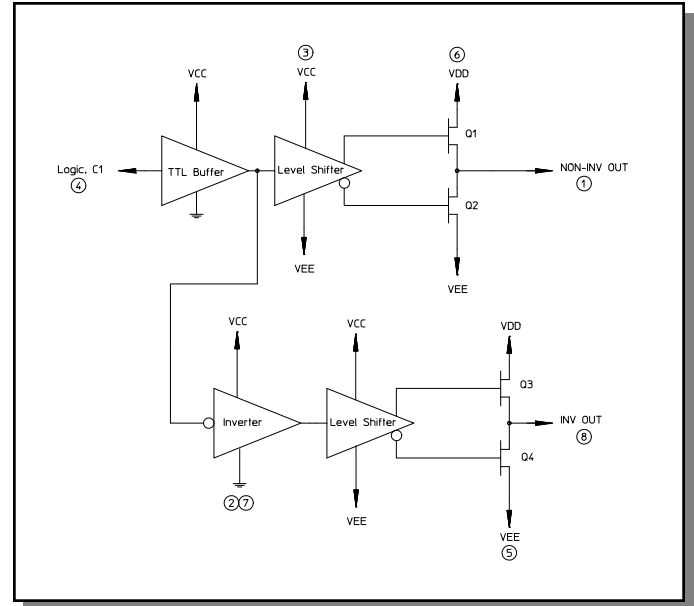 ③
⑥
VCC
VCC
VDD
Q1
Logic, C1
④
TTL Buffer
Level Shifter
NON-INV OUT
①
Q2
VEE
VEE
VCC
VCC
VDD
Q3
Inverter
Level Shifter
INV OUT
⑧
Q4
②⑦
VEE
VEE
⑤